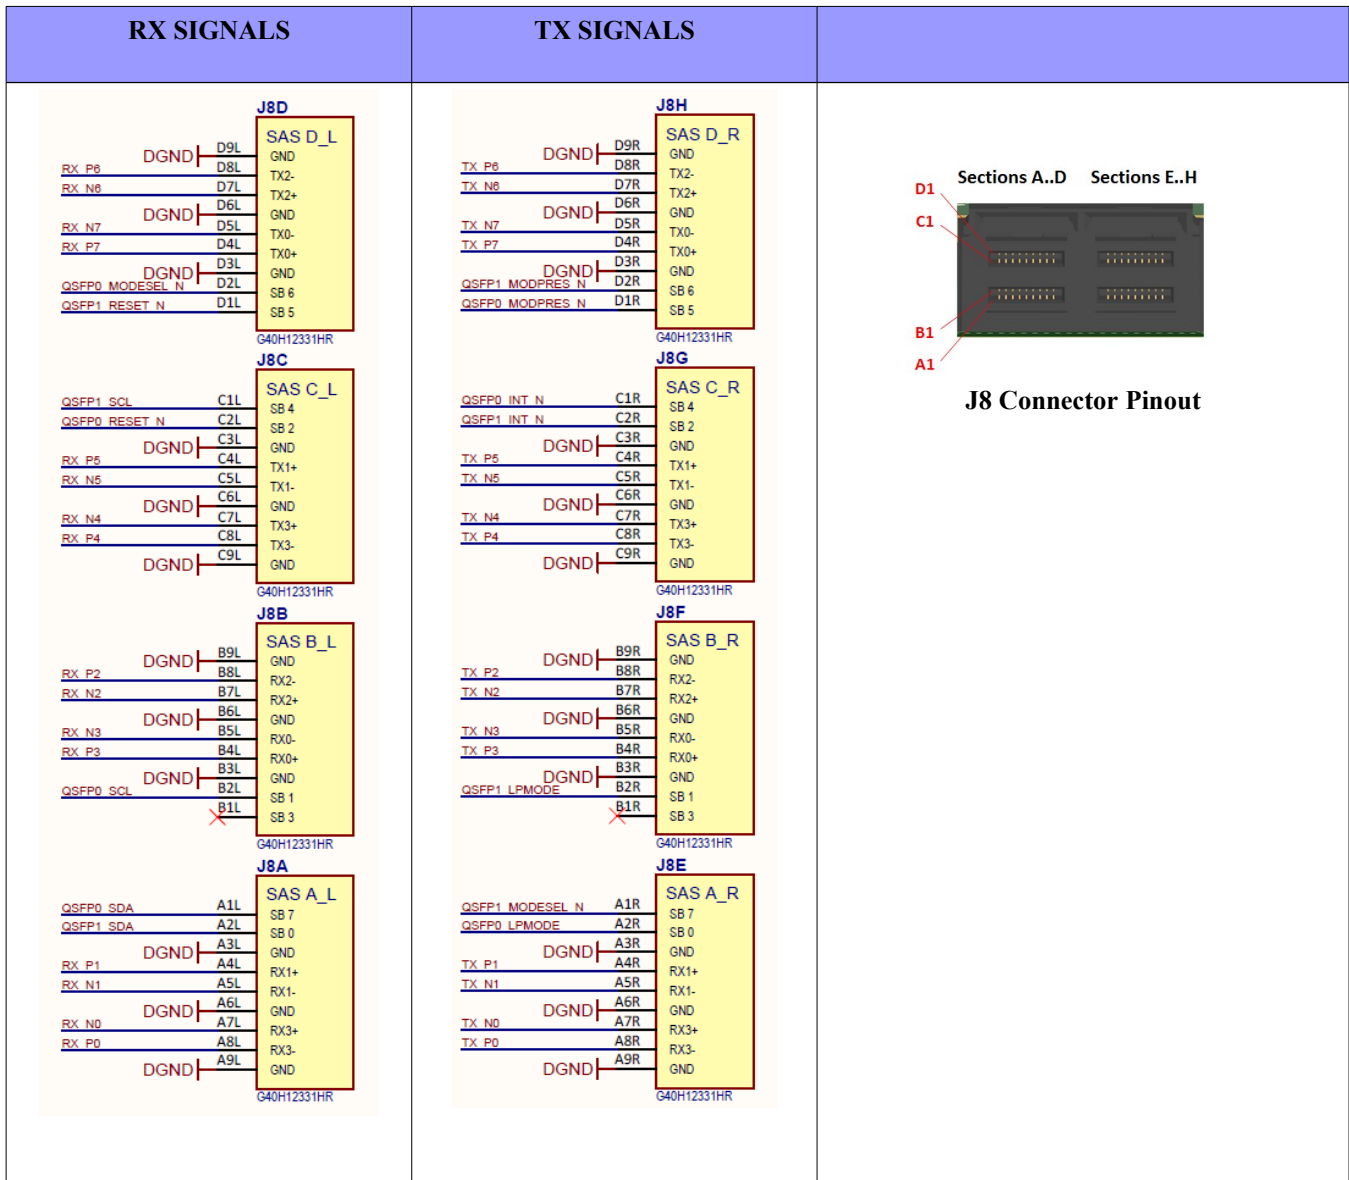 RX SIGNALS
TX SIGNALS
J8D
SAS D_L
DGND D9L GND
RX_P6 D8L TX2-
RX_N6 D7L TX2+
DGND D6L GND
RX_N7 D5L TX0-
RX_P7 D4L TX0+
DGND D3L GND
QSFP0_MODESEL_N D2L SB 6
QSFP1_RESET_N D1L SB 5
G40H12331HR
J8C
SAS C_L
QSFP1_SCL C1L SB 4
QSFP0_RESET_N C2L SB 2
DGND C3L GND
RX_P5 C4L TX1+
RX_N5 C5L TX1-
DGND C6L GND
RX_N4 C7L TX3+
RX_P4 C8L TX3-
DGND C9L GND
G40H12331HR
J8B
SAS B_L
DGND B9L GND
RX_P2 B8L RX2-
RX_N2 B7L RX2+
DGND B6L GND
RX_N3 B5L RX0-
RX_P3 B4L RX0+
DGND B3L GND
QSFP0_SCL B2L SB 1
B1L SB 3
G40H12331HR
J8A
SAS A_L
QSFP0_SDA A1L SB 7
QSFP1_SDA A2L SB 0
DGND A3L GND
RX_P1 A4L RX1+
RX_N1 A5L RX1-
DGND A6L GND
RX_N0 A7L RX3+
RX_P0 A8L RX3-
DGND A9L GND
G40H12331HR
J8H
SAS D_R
DGND D9R GND
TX_P6 D8R TX2-
TX_N6 D7R TX2+
DGND D6R GND
TX_N7 D5R TX0-
TX_P7 D4R TX0+
DGND D3R GND
QSFP1_MODPRES_N D2R SB 6
QSFP0_MODPRES_N D1R SB 5
G40H12331HR
J8G
SAS C_R
QSFP0_INT_N C1R SB 4
QSFP1_INT_N C2R SB 2
DGND C3R GND
TX_P5 C4R TX1+
TX_N5 C5R TX1-
DGND C6R GND
TX_N4 C7R TX3+
TX_P4 C8R TX3-
DGND C9R GND
G40H12331HR
J8F
SAS B_R
DGND B9R GND
TX_P2 B8R RX2-
TX_N2 B7R RX2+
DGND B6R GND
TX_N3 B5R RX0-
TX_P3 B4R RX0+
DGND B3R GND
QSFP1_LPMODE B2R SB 1
B1R SB 3
G40H12331HR
J8E
SAS A_R
QSFP1_MODESEL_N A1R SB 7
QSFP0_LPMODE A2R SB 0
DGND A3R GND
TX_P1 A4R RX1+
TX_N1 A5R RX1-
DGND A6R GND
TX_N0 A7R RX3+
TX_P0 A8R RX3-
DGND A9R GND
G40H12331HR
Sections A..D Sections E..H
D1
C1
B1
A1
J8 Connector Pinout